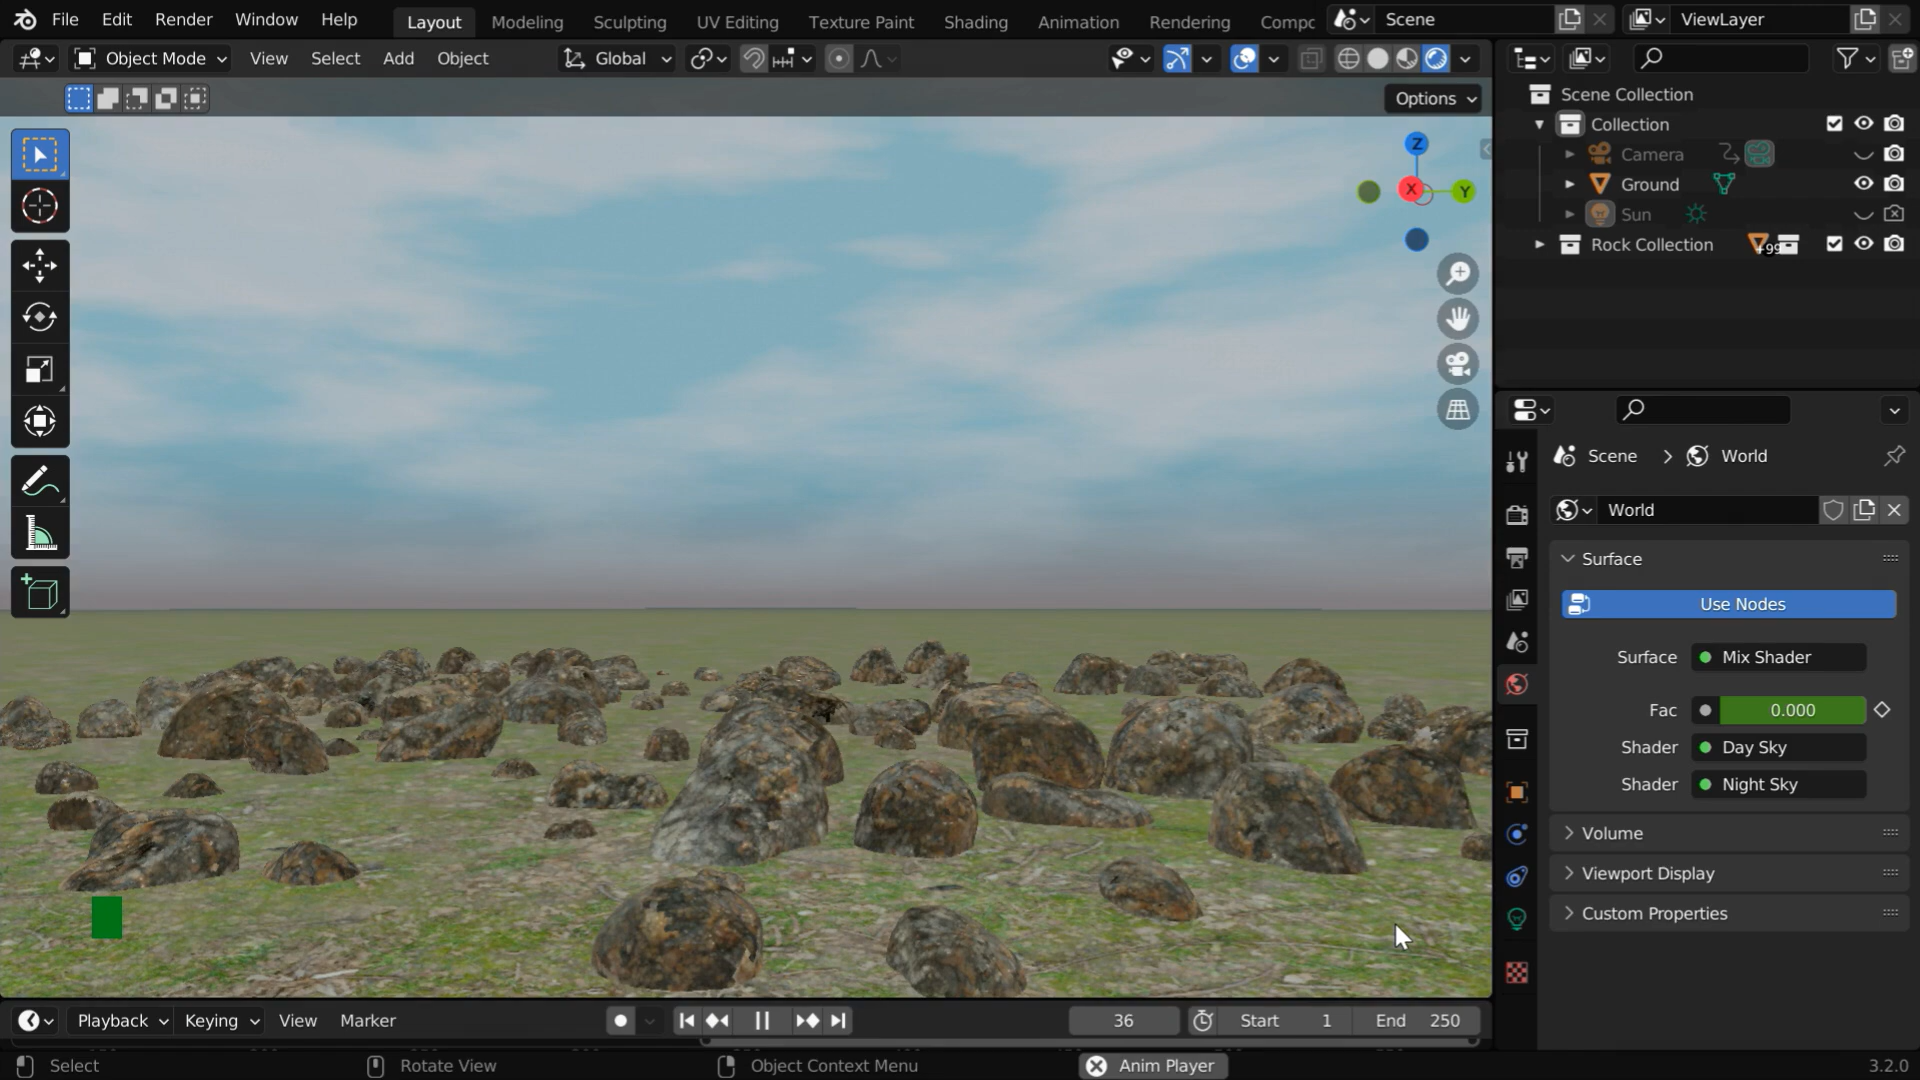 File Edit Render Window Help Layout Modeling Sculpting UV Editing Texture Paint Shading Animation Rendering Compc Scene ViewLayer
Object Mode View Select Add Object Global
Options
Z
X
Y
Scene Collection
Collection
Camera
Ground
Sun
Rock Collection +99
Scene > World
World
Surface
Use Nodes
Surface Mix Shader
Fac 0.000
Shader Day Sky
Shader Night Sky
Volume
Viewport Display
Custom Properties
Playback Keying View Marker 36 Start 1 End 250
Select Rotate View Object Context Menu Anim Player 3.2.0